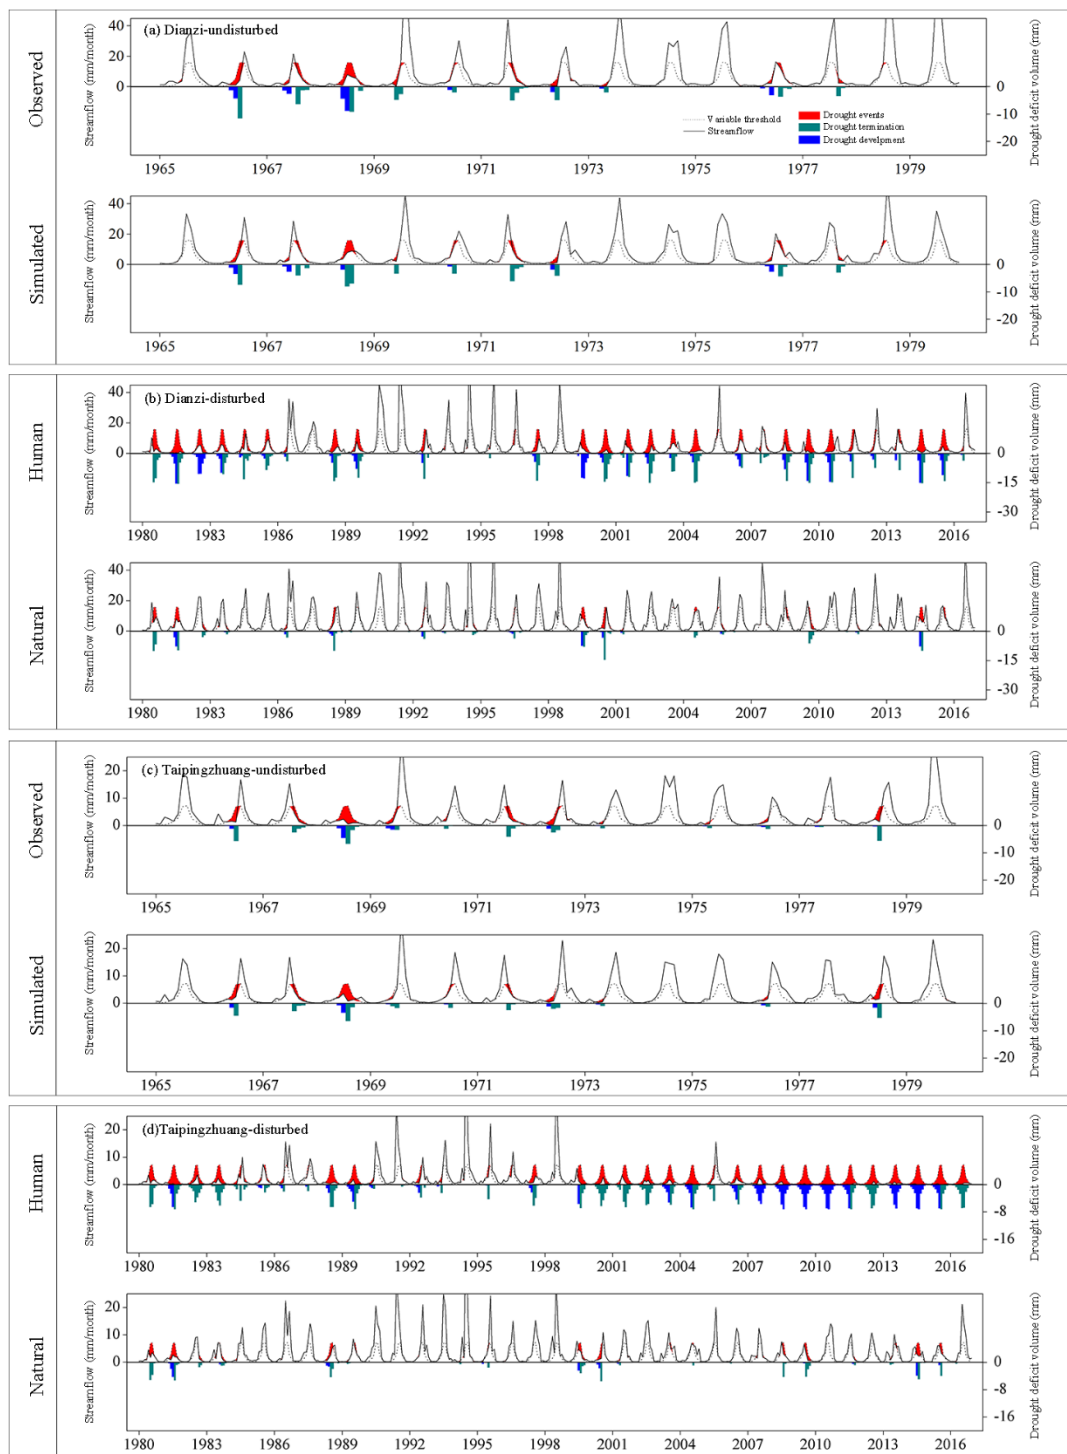 Observed
Streamflow (mm/month)
(a) Dianzi-undisturbed
40
20
0
0
-10
-20
Drought deficit volume (mm)
Variable threshold
Streamflow
Drought events
Drought termination
Drought develpment
1965 1967 1969 1971 1973 1975 1977 1979
Simulated
Streamflow (mm/month)
40
20
0
0
-10
-20
Drought deficit volume (mm)
1965 1967 1969 1971 1973 1975 1977 1979
Human
Streamflow (mm/month)
(b) Dianzi-disturbed
40
20
0
0
-15
-30
Drought deficit volume (mm)
1980 1983 1986 1989 1992 1995 1998 2001 2004 2007 2010 2013 2016
Natural
Streamflow (mm/month)
40
20
0
0
-15
-30
Drought deficit volume (mm)
1980 1983 1986 1989 1992 1995 1998 2001 2004 2007 2010 2013 2016
Observed
Streamflow (mm/month)
(c) Taipingzhuang-undisturbed
20
10
0
0
-10
-20
Drought deficit volume (mm)
1965 1967 1969 1971 1973 1975 1977 1979
Simulated
Streamflow (mm/month)
20
10
0
0
-10
-20
Drought deficit volume (mm)
1965 1967 1969 1971 1973 1975 1977 1979
Human
Streamflow (mm/month)
(d)Taipingzhuang-disturbed
20
10
0
0
-8
-16
Drought deficit volume (mm)
1980 1983 1986 1989 1992 1995 1998 2001 2004 2007 2010 2013 2016
Natural
Streamflow (mm/month)
20
10
0
0
-8
-16
Drought deficit volume (mm)
1980 1983 1986 1989 1992 1995 1998 2001 2004 2007 2010 2013 2016